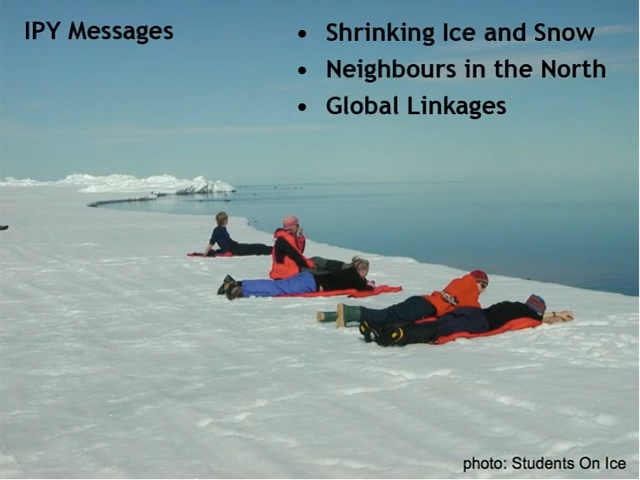 IPY Messages
• Shrinking Ice and Snow
• Neighbours in the North
• Global Linkages
photo: Students On Ice